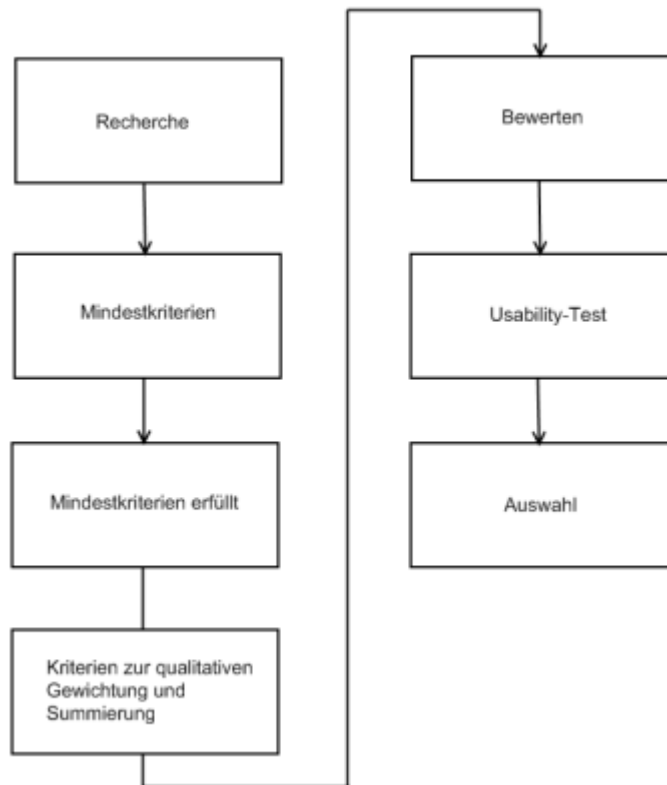 Recherche
Mindestkriterien
Mindestkriterien erfüllt
Kriterien zur qualitativen
Gewichtung und
Summierung
Bewerten
Usability-Test
Auswahl